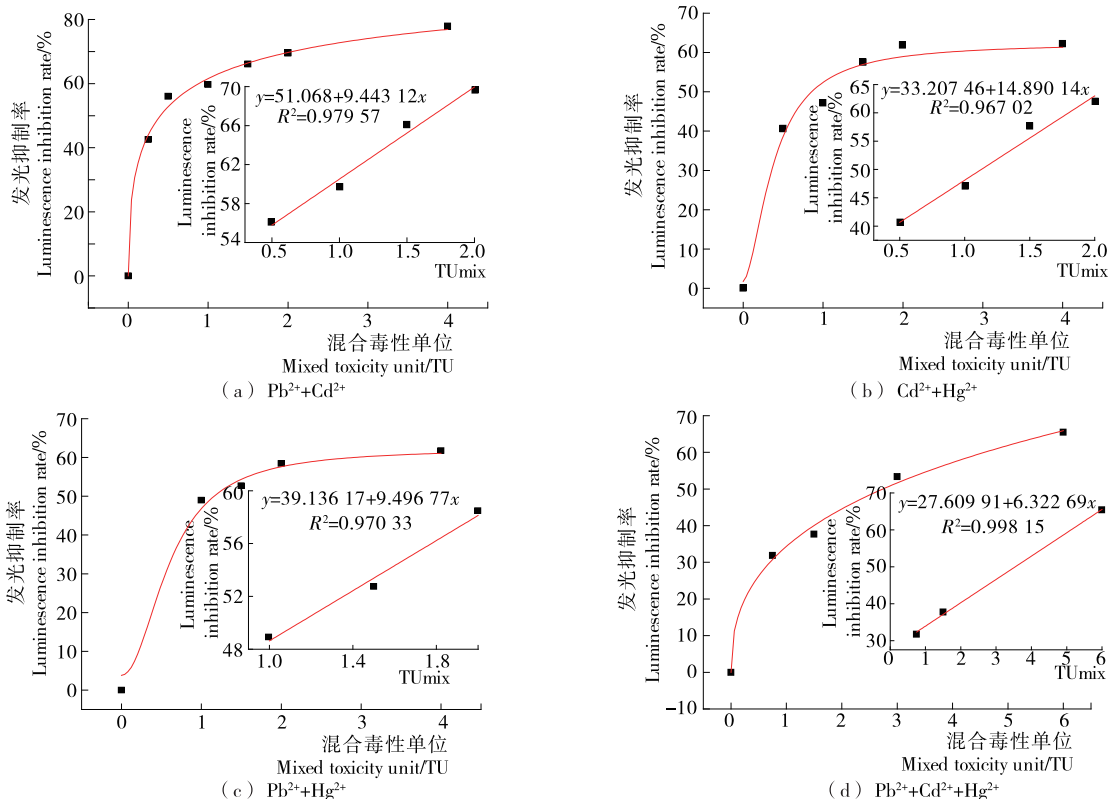 80
60
40
20
0
发光抑制率
Luminescence inhibition rate/%
y=51.068+9.443 12x
R²=0.979 57
70
66
62
58
54
Luminescence
inhibition rate/%
0.5 1.0 1.5 2.0
TUmix
0 1 2 4
混合毒性单位
Mixed toxicity unit/TU
（a）Pb²⁺+Cd²⁺
70
60
50
40
30
20
10
0
发光抑制率
Luminescence inhibition rate/%
y=33.207 46+14.890 14x
R²=0.967 02
65
60
55
50
45
40
Luminescence
inhibition rate/%
0.5 1.0 1.5 2.0
TUmix
0 1 2 4
混合毒性单位
Mixed toxicity unit/TU
（b）Cd²⁺+Hg²⁺
70
60
50
40
30
20
10
0
发光抑制率
Luminescence inhibition rate/%
y=39.136 17+9.496 77x
R²=0.970 33
60
56
52
48
Luminescence
inhibition rate/%
1.0 1.4 1.8
TUmix
0 1 2 4
混合毒性单位
Mixed toxicity unit/TU
（c）Pb²⁺+Hg²⁺
70
60
50
40
30
20
10
0
−10
发光抑制率
Luminescence inhibition rate/%
y=27.609 91+6.322 69x
R²=0.998 15
70
50
40
30
Luminescence
inhibition rate/%
0 1 2 3 4 5 6
TUmix
0 1 2 3 4 5 6
混合毒性单位
Mixed toxicity unit/TU
（d）Pb²⁺+Cd²⁺+Hg²⁺